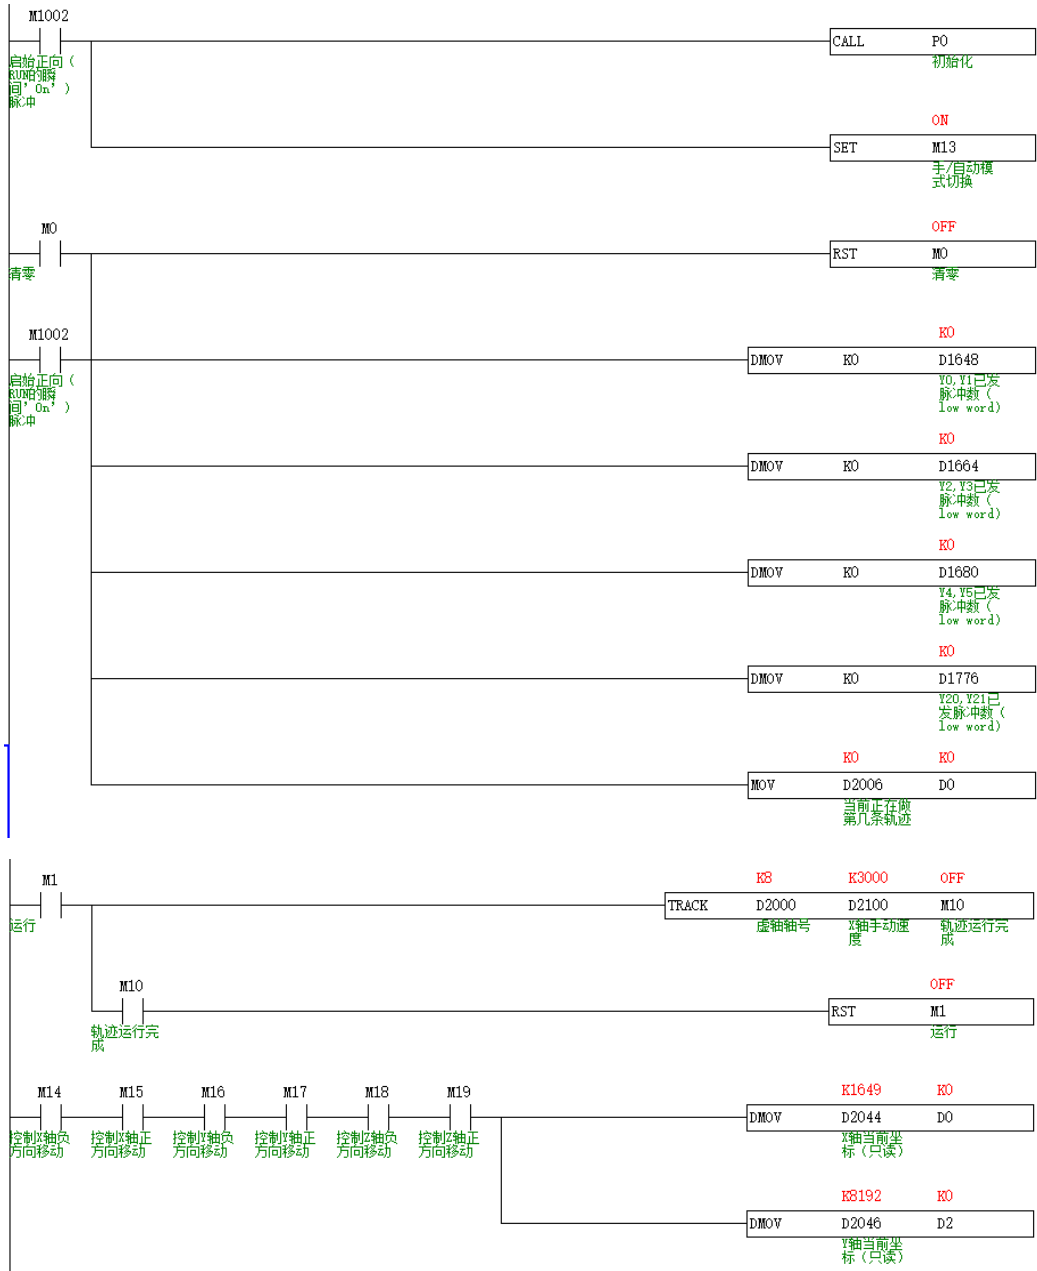 M1002
CALL P0
启始正向（
RUN的瞬
间’On’）
脉冲
初始化
ON
SET M13
手/自动模
式切换
M0
OFF
RST M0
清零
清零
M1002
K0
DMOV K0 D1648
启始正向（
RUN的瞬
间’On’）
脉冲
Y0,Y1已发
脉冲数（
low word）
K0
DMOV K0 D1664
Y2,Y3已发
脉冲数（
low word）
K0
DMOV K0 D1680
Y4,Y5已发
脉冲数（
low word）
K0
DMOV K0 D1776
Y20,Y21已
发脉冲数（
low word）
K0 K0
MOV D2006 D0
当前正在做
第几条轨迹
M1
K8 K3000 OFF
TRACK D2000 D2100 M10
运行
虚轴轴号
X轴手动速
度
轨迹运行完
成
M10
OFF
RST M1
轨迹运行完
成
运行
M14 M15 M16 M17 M18 M19
K1649 K0
DMOV D2044 D0
控制X轴负
方向移动
控制X轴正
方向移动
控制Y轴负
方向移动
控制Y轴正
方向移动
控制Z轴负
方向移动
控制Z轴正
方向移动
X轴当前坐
标（只读）
K8192 K0
DMOV D2046 D2
Y轴当前坐
标（只读）